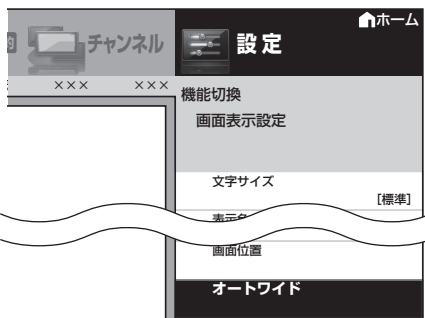 ホーム
チャンネル
設定
×××　×××
機能切換
画面表示設定
文字サイズ
[標準]
画面位置
オートワイド